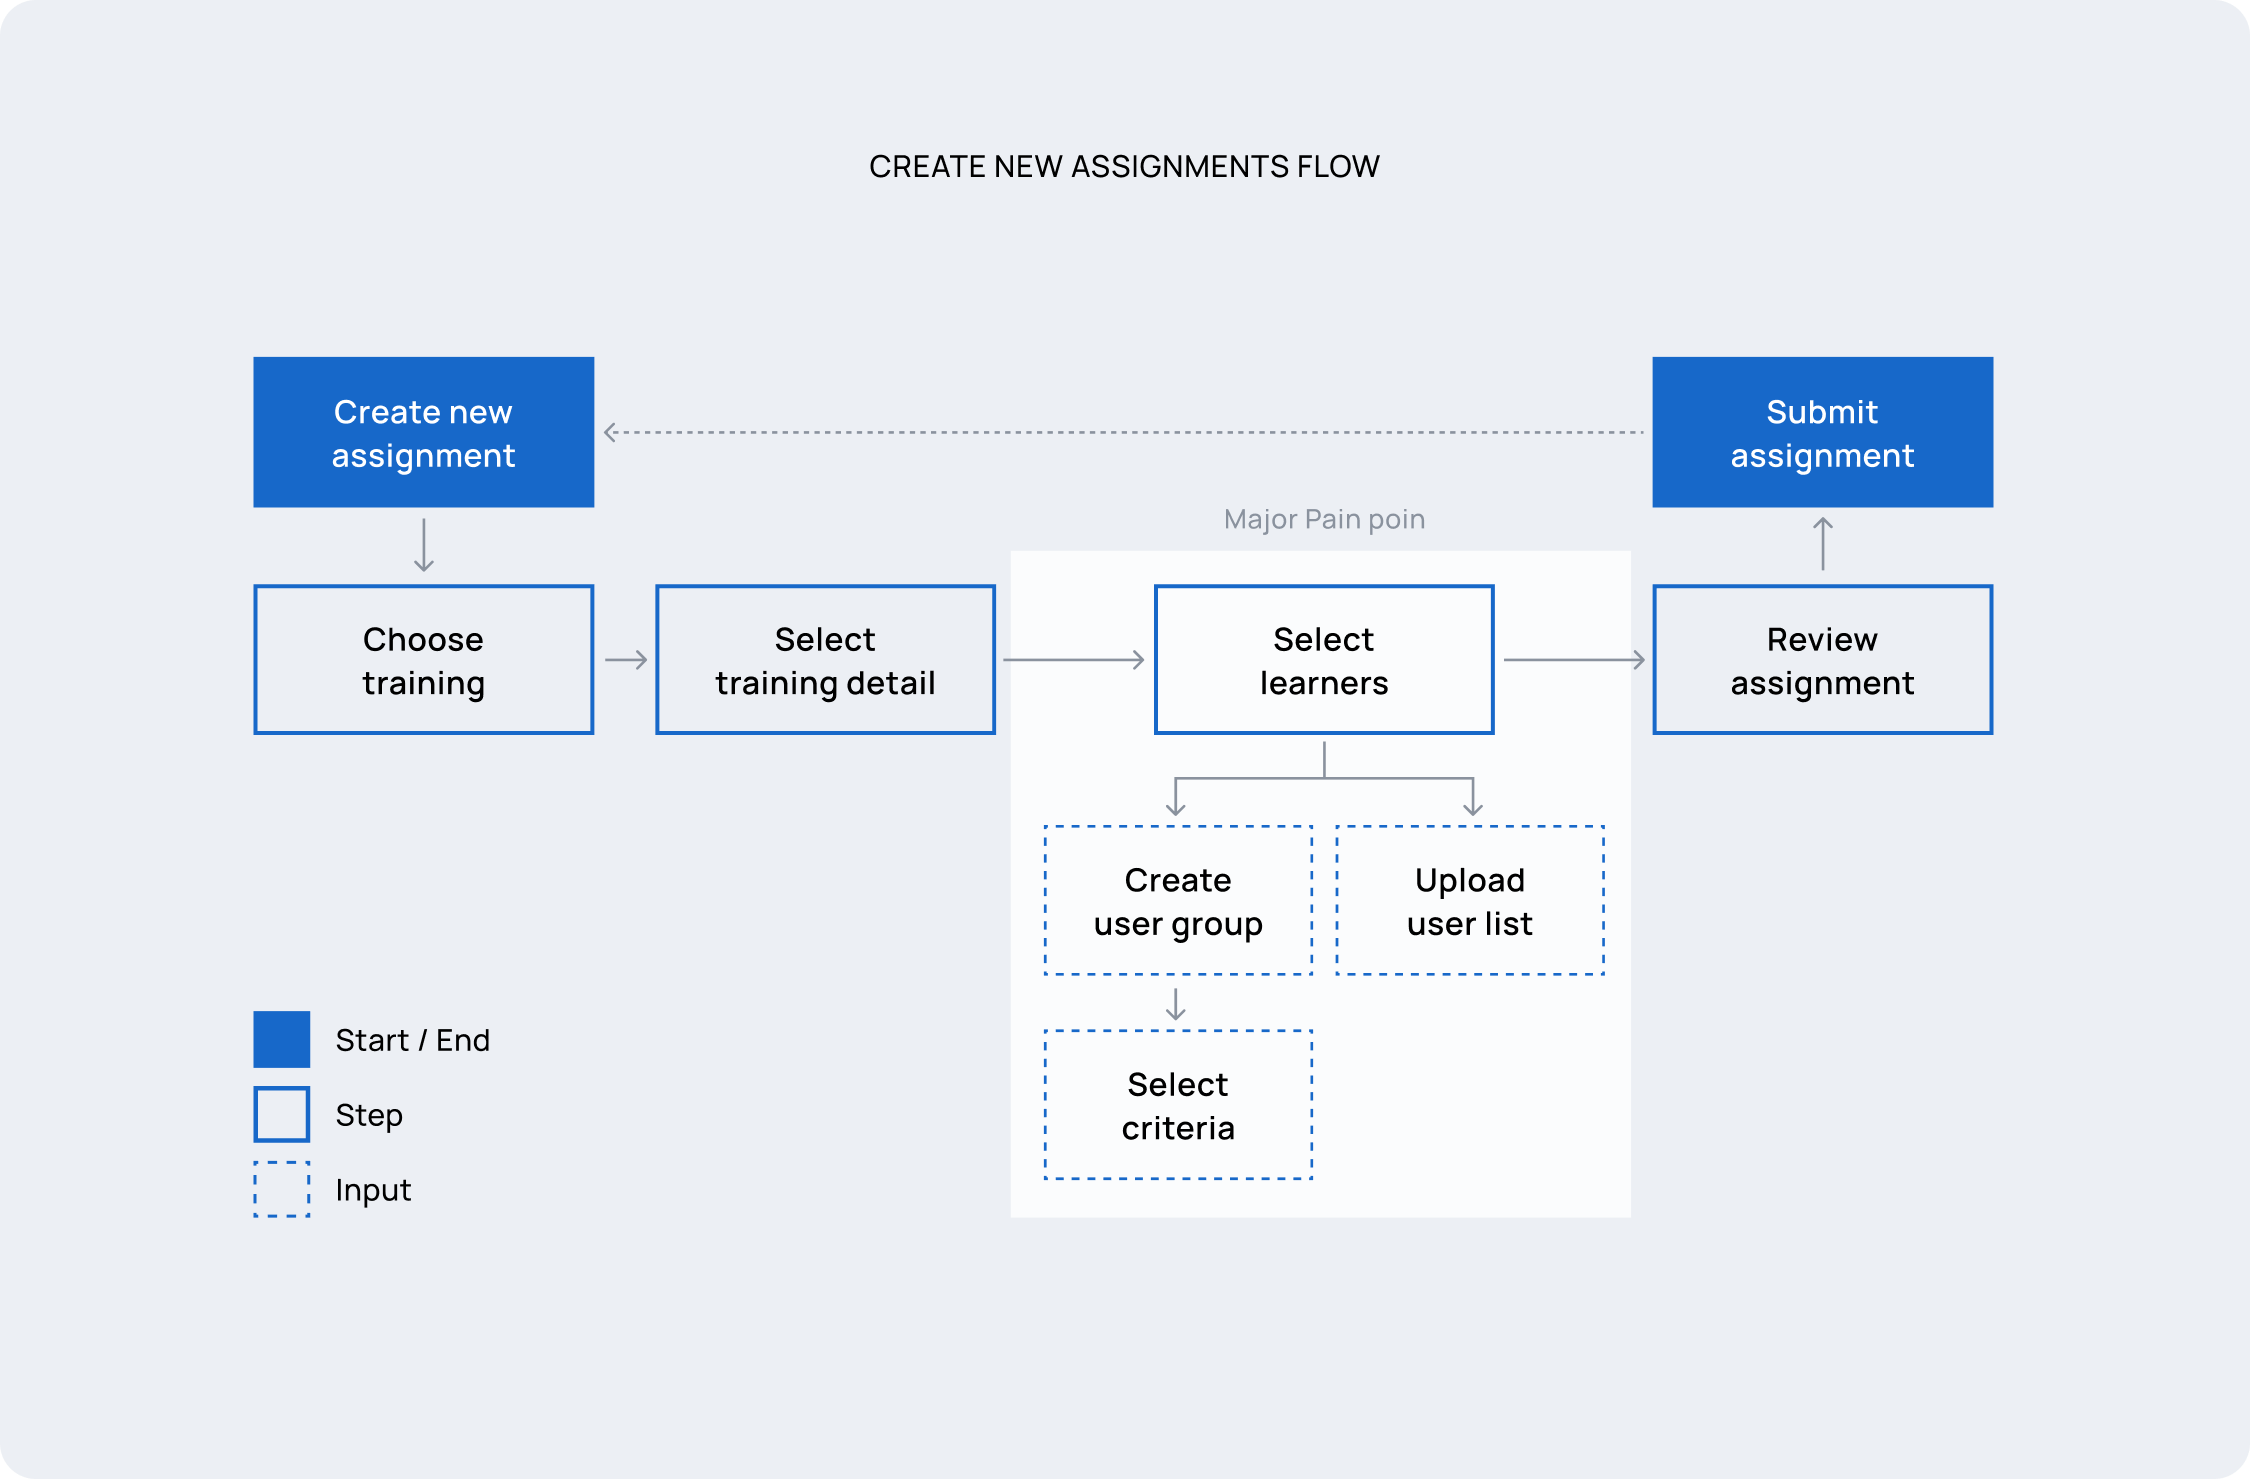 CREATE NEW ASSIGNMENTS FLOW
Create new
assignment
Submit
assignment
Major Pain poin
Choose
training
Select
training detail
Select
learners
Review
assignment
Create
user group
Upload
user list
Select
criteria
Start / End
Step
Input